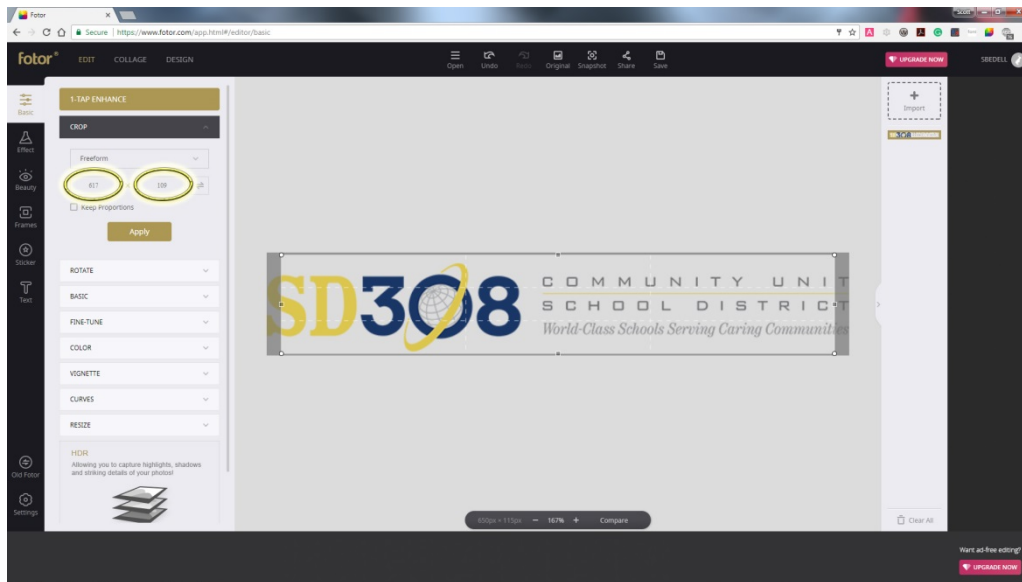 Fotor
Secure | https://www.fotor.com/app.html#/editor/basic
fotor®
EDIT COLLAGE DESIGN
Open Undo Redo Original Snapshot Share Save
UPGRADE NOW
SBEDELL
Basic
Effect
Beauty
Frames
Sticker
Text
Old Fotor
Settings
1-TAP ENHANCE
CROP
Freeform
817 x 109
Keep Proportions
Apply
ROTATE
BASIC
FINE-TUNE
COLOR
VIGNETTE
CURVES
RESIZE
HDR
Allowing you to capture highlights, shadows
and striking details of your photos!
SD308
COMMUNITY UNIT
SCHOOL DISTRICT
World-Class Schools Serving Caring Communities
850px × 115px − 167% + Compare
+
Import
Clear All
Want ad-free editing?
UPGRADE NOW